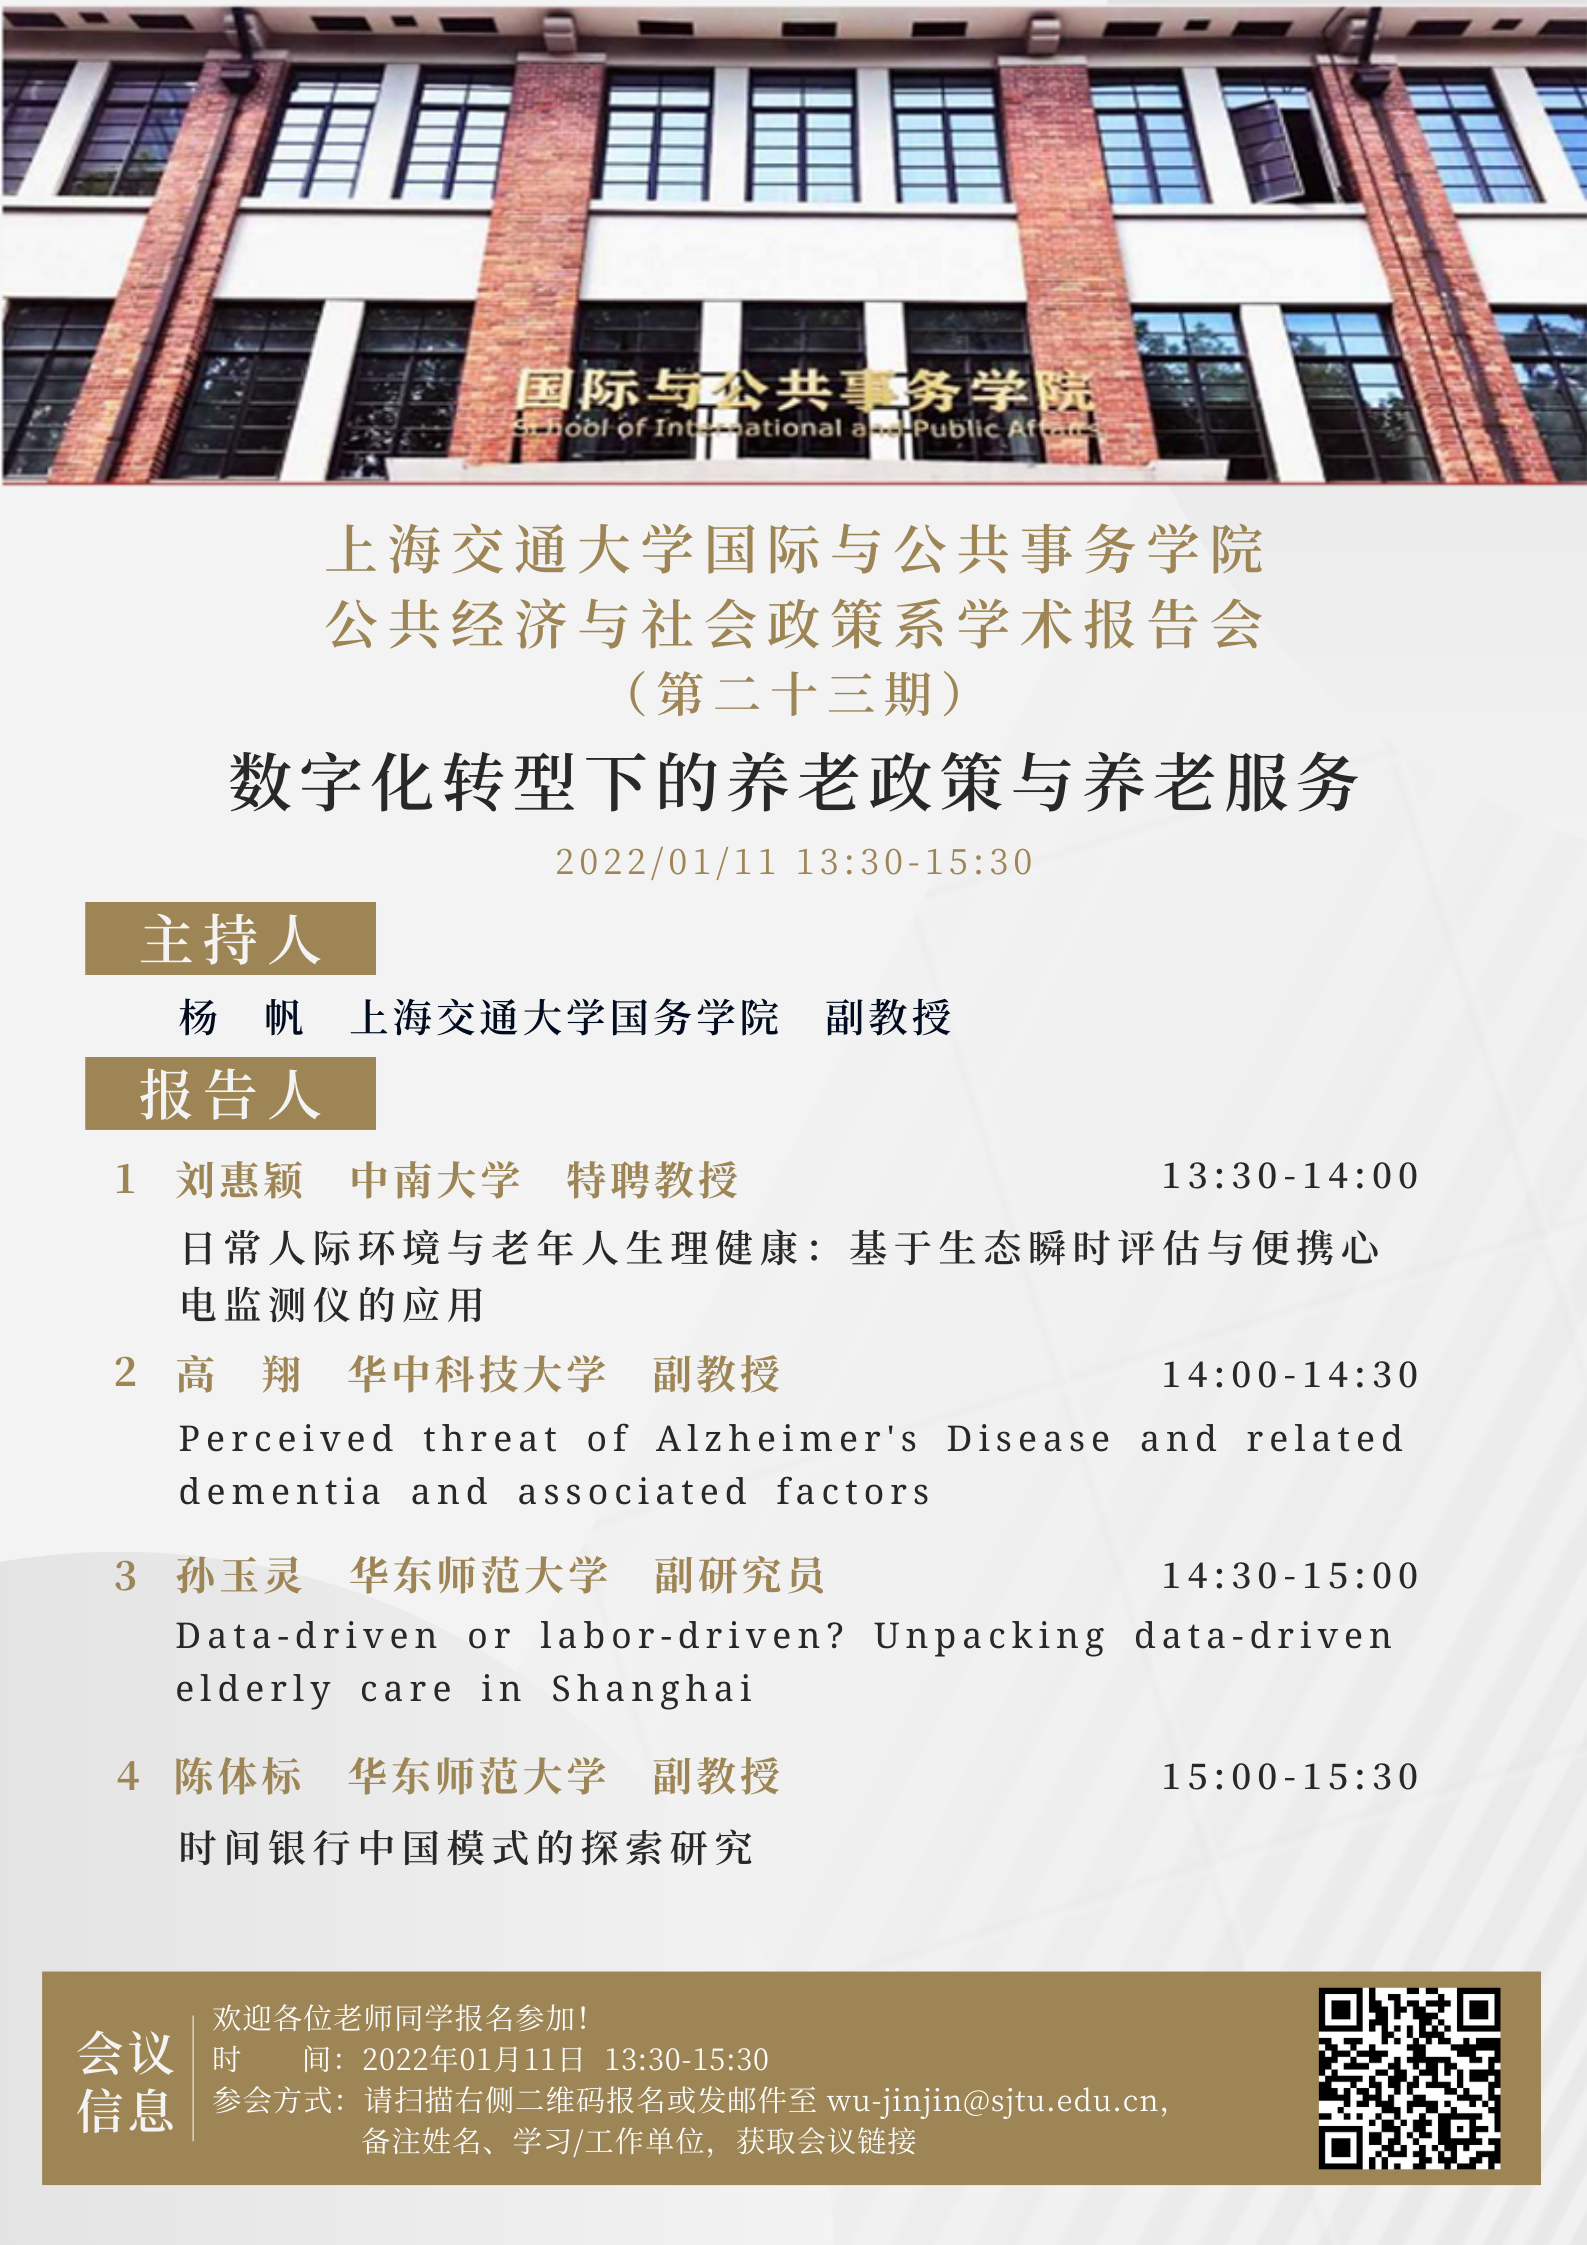 国际与公共事务学院
School of International and Public Affairs
上海交通大学国际与公共事务学院
公共经济与社会政策系学术报告会
（第二十三期）
数字化转型下的养老政策与养老服务
2022/01/11 13:30-15:30
主持人
杨　帆　上海交通大学国务学院　副教授
报告人
1 刘惠颖　中南大学　特聘教授 13:30-14:00
日常人际环境与老年人生理健康：基于生态瞬时评估与便携心
电监测仪的应用
2 高　翔　华中科技大学　副教授 14:00-14:30
Perceived threat of Alzheimer's Disease and related
dementia and associated factors
3 孙玉灵　华东师范大学　副研究员 14:30-15:00
Data-driven or labor-driven? Unpacking data-driven
elderly care in Shanghai
4 陈体标　华东师范大学　副教授 15:00-15:30
时间银行中国模式的探索研究
会议
信息
欢迎各位老师同学报名参加！
时　　间：2022年01月11日 13:30-15:30
参会方式：请扫描右侧二维码报名或发邮件至 wu-jinjin@sjtu.edu.cn，
备注姓名、学习/工作单位，获取会议链接